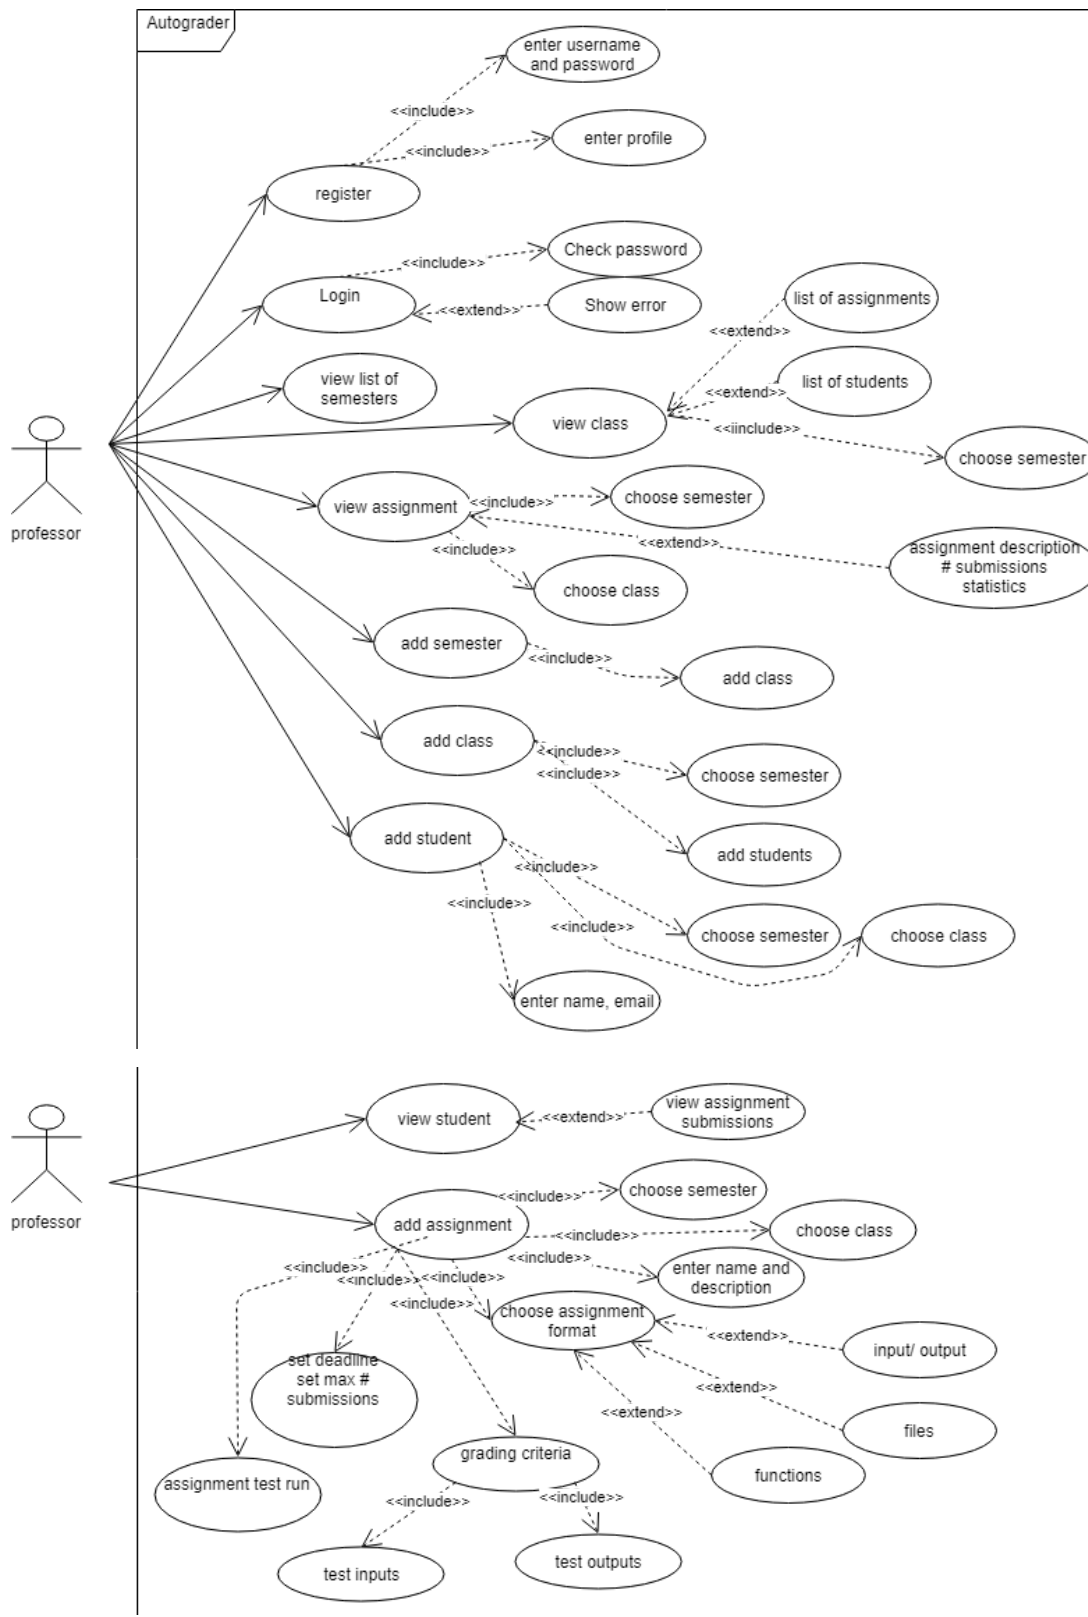 Autograder
enter username
and password
<<include>>
enter profile
<<include>>
register
Check password
<<include>>
Login
<<extend>>
Show error
list of assignments
<<extend>>
view list of
semesters
list of students
<<extend>>
view class
<<iinclude>>
choose semester
professor
view assignment
<<include>>
choose semester
<<extend>>
assignment description
# submissions
statistics
<<include>>
choose class
add semester
<<include>>
add class
add class
<<include>>
<<include>>
choose semester
add student
add students
<<include>>
<<include>>
<<include>>
choose semester
choose class
enter name, email
view student
<<extend>>
view assignment
submissions
professor
add assignment
<<include>>
choose semester
<<include>>
choose class
<<include>>
enter name and
description
<<include>>
<<include>>
<<include>>
<<include>>
choose assignment
format
<<extend>>
input/ output
set deadline
set max #
submissions
<<extend>>
files
<<extend>>
functions
grading criteria
assignment test run
<<include>>
<<include>>
test inputs
test outputs